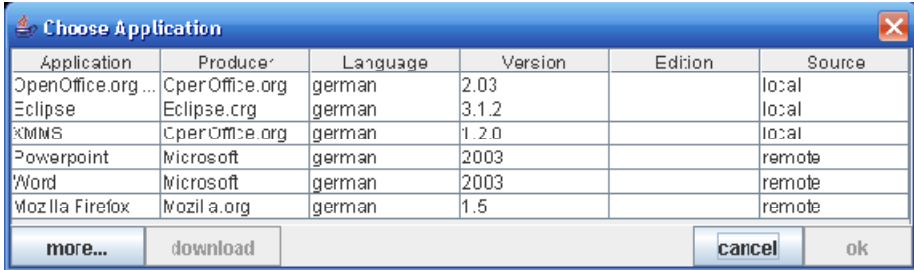 Choose Application
Application Producer Language Version Edition Source
OpenOffice.org ... OpenOffice.org german 2.03 local
Eclipse Eclipse.org german 3.1.2 local
XMMS OpenOffice.org german 1.2.0 local
Powerpoint Microsoft german 2003 remote
Word Microsoft german 2003 remote
Mozilla Firefox Mozilla.org german 1.5 remote
more... download cancel ok